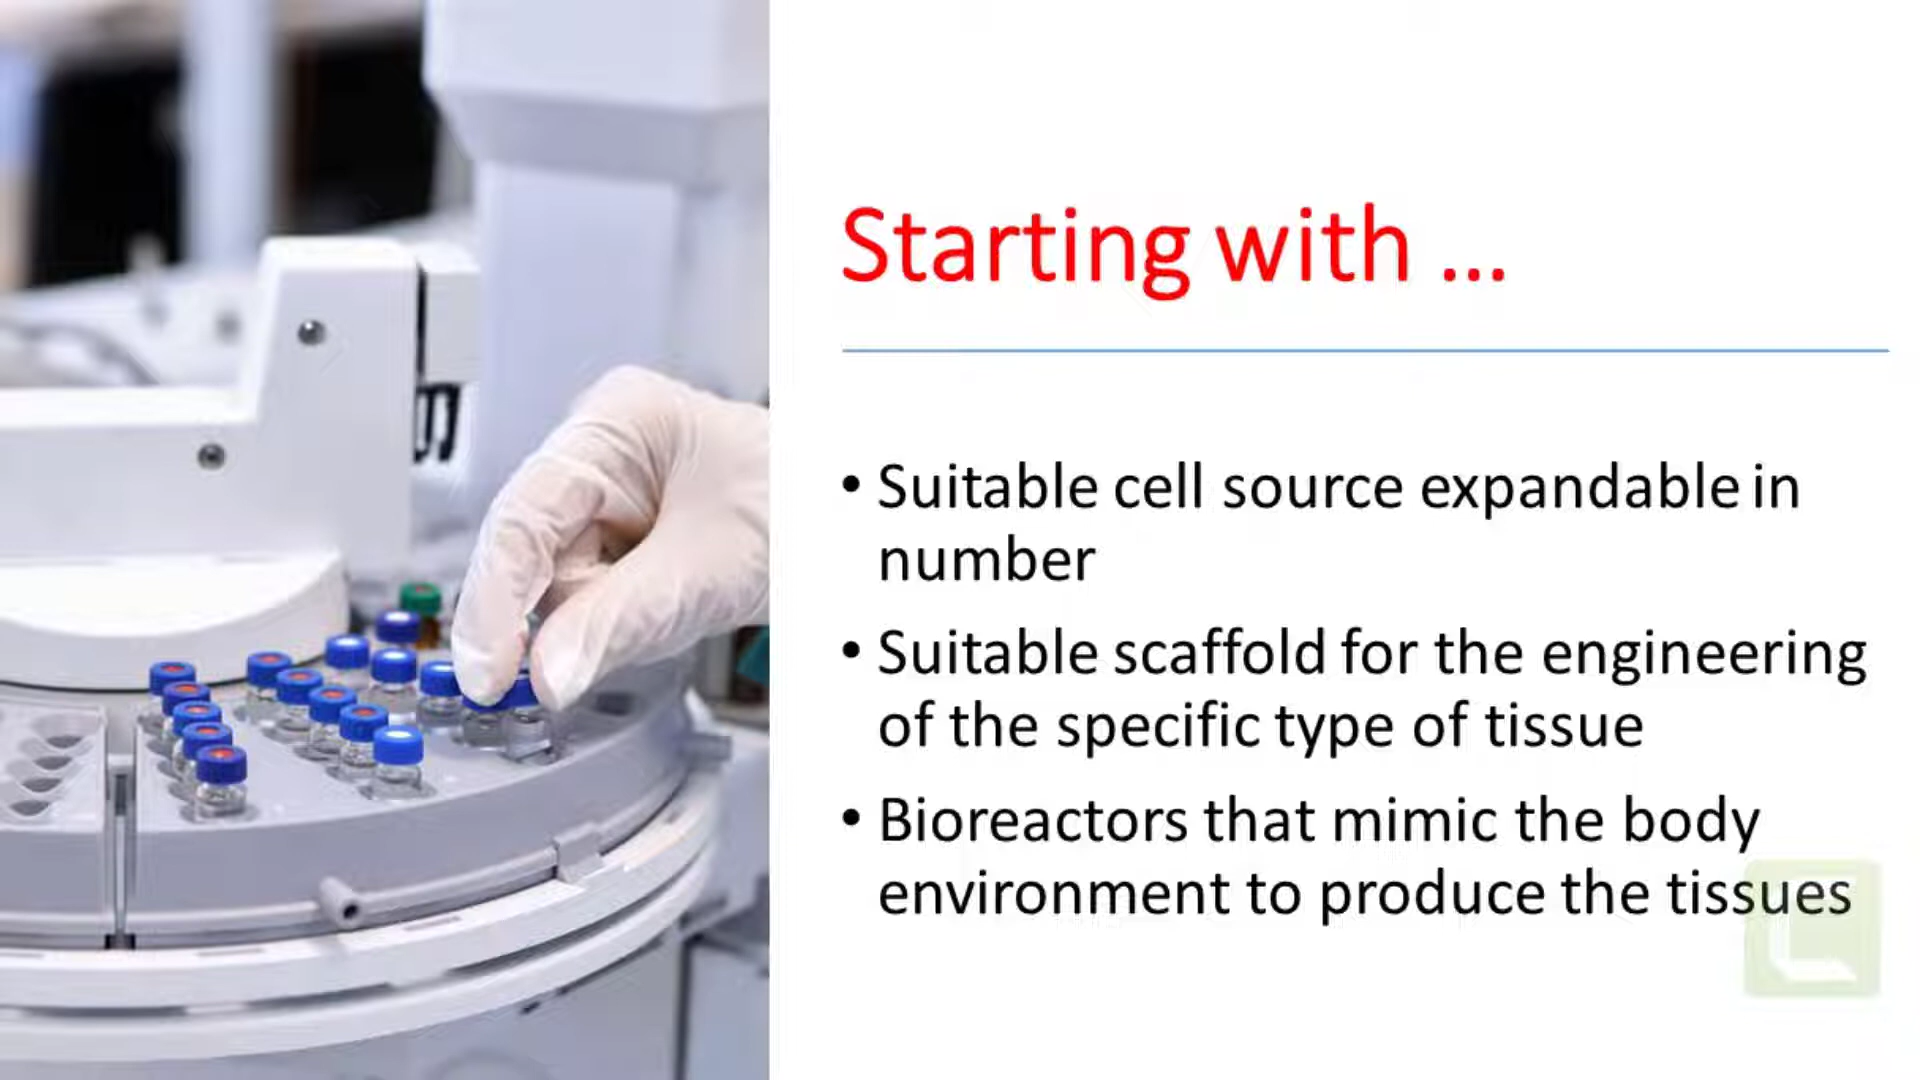 Starting with ...
• Suitable cell source expandable in
number
• Suitable scaffold for the engineering
of the specific type of tissue
• Bioreactors that mimic the body
environment to produce the tissues